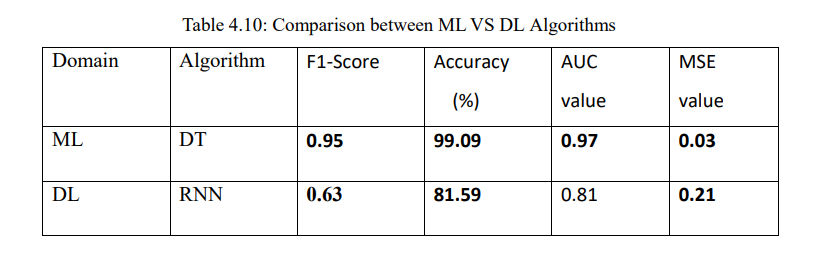 Table 4.10: Comparison between ML VS DL Algorithms
Domain Algorithm F1-Score Accuracy (%) AUC value MSE value
ML DT 0.95 99.09 0.97 0.03
DL RNN 0.63 81.59 0.81 0.21